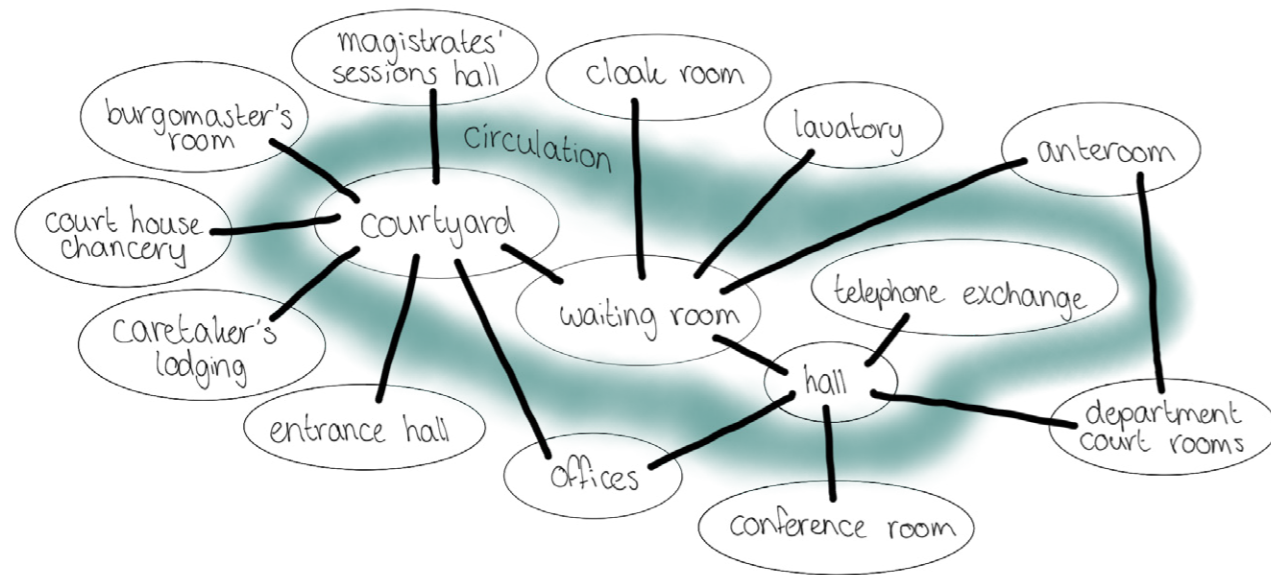 magistrates'
sessions hall
cloak room
burgomaster's
room
circulation
lavatory
anteroom
court house
chancery
courtyard
telephone exchange
waiting room
caretaker's
lodging
hall
entrance hall
department
court rooms
offices
conference room